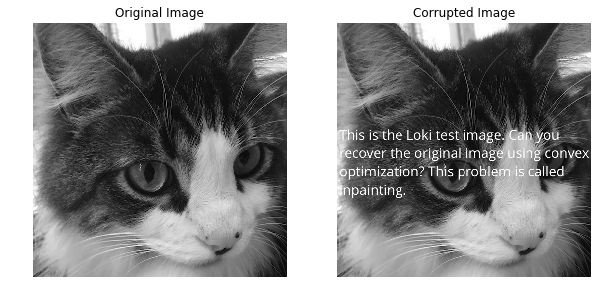 Original Image
Corrupted Image
This is the Loki test image. Can you
recover the original image using convex
optimization? This problem is called
inpainting.